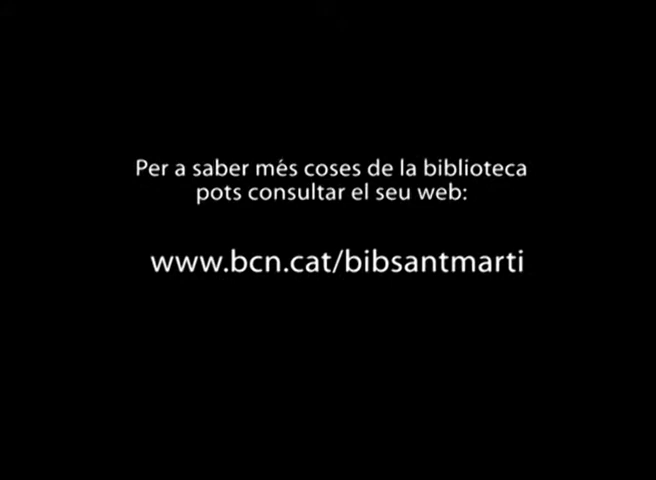 Per a saber més coses de la biblioteca
pots consultar el seu web:
www.bcn.cat/bibsantmarti